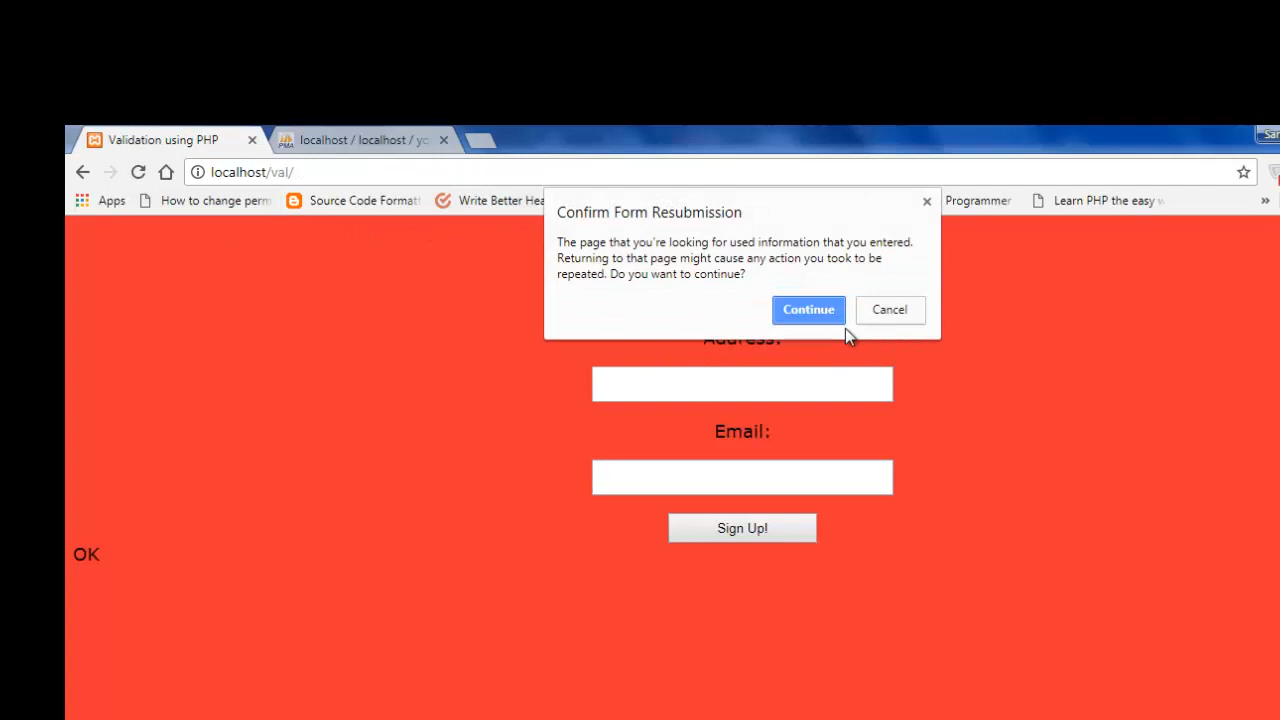 Validation using PHP
localhost / localhost / yc
localhost/val/
Apps
How to change perm
Source Code Formatt
Write Better Hea
Programmer
Learn PHP the easy w
»
Confirm Form Resubmission
The page that you're looking for used information that you entered.
Returning to that page might cause any action you took to be
repeated. Do you want to continue?
Continue
Cancel
Address:
Email:
Sign Up!
OK